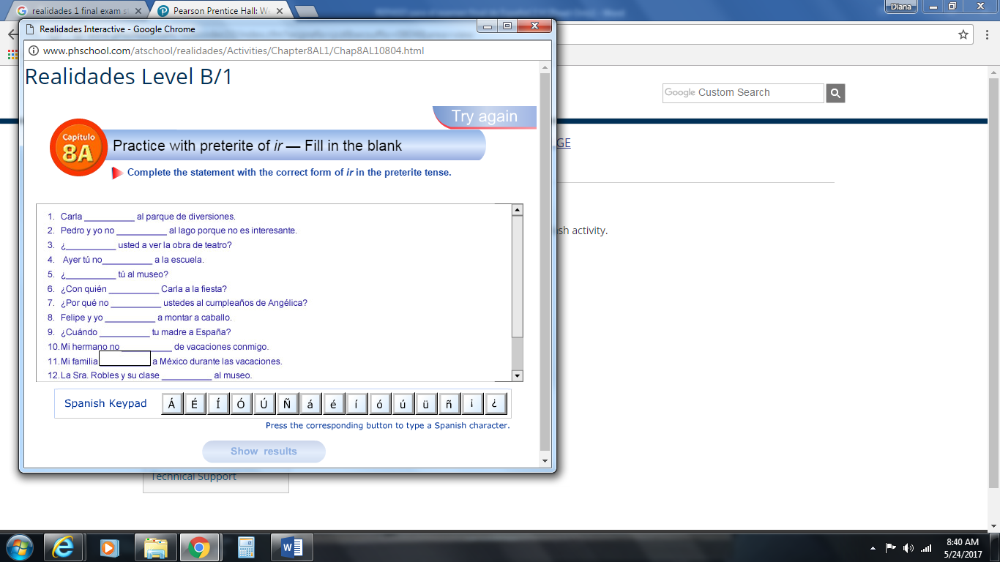 realidades 1 final exam s
Pearson Prentice Hall: W
Diana
Realidades Interactive - Google Chrome
www.phschool.com/atschool/realidades/Activities/Chapter8AL1/Chap8AL10804.html
Realidades Level B/1
Google Custom Search
Try again
Capítulo
8A
Practice with preterite of ir — Fill in the blank
GE
Complete the statement with the correct form of ir in the preterite tense.
1. Carla __________ al parque de diversiones.
2. Pedro y yo no __________ al lago porque no es interesante.
sh activity.
3. ¿__________ usted a ver la obra de teatro?
4. Ayer tú no__________ a la escuela.
5. ¿__________ tú al museo?
6. ¿Con quién __________ Carla a la fiesta?
7. ¿Por qué no __________ ustedes al cumpleaños de Angélica?
8. Felipe y yo __________ a montar a caballo.
9. ¿Cuándo __________ tu madre a España?
10. Mi hermano no __________ de vacaciones conmigo.
11. Mi familia a México durante las vacaciones.
12. La Sra. Robles y su clase __________ al museo.
Spanish Keypad Á É Í Ó Ú Ñ á é í ó ú ü ñ ¡ ¿
Press the corresponding button to type a Spanish character.
Show results
Technical Support
8:40 AM
5/24/2017